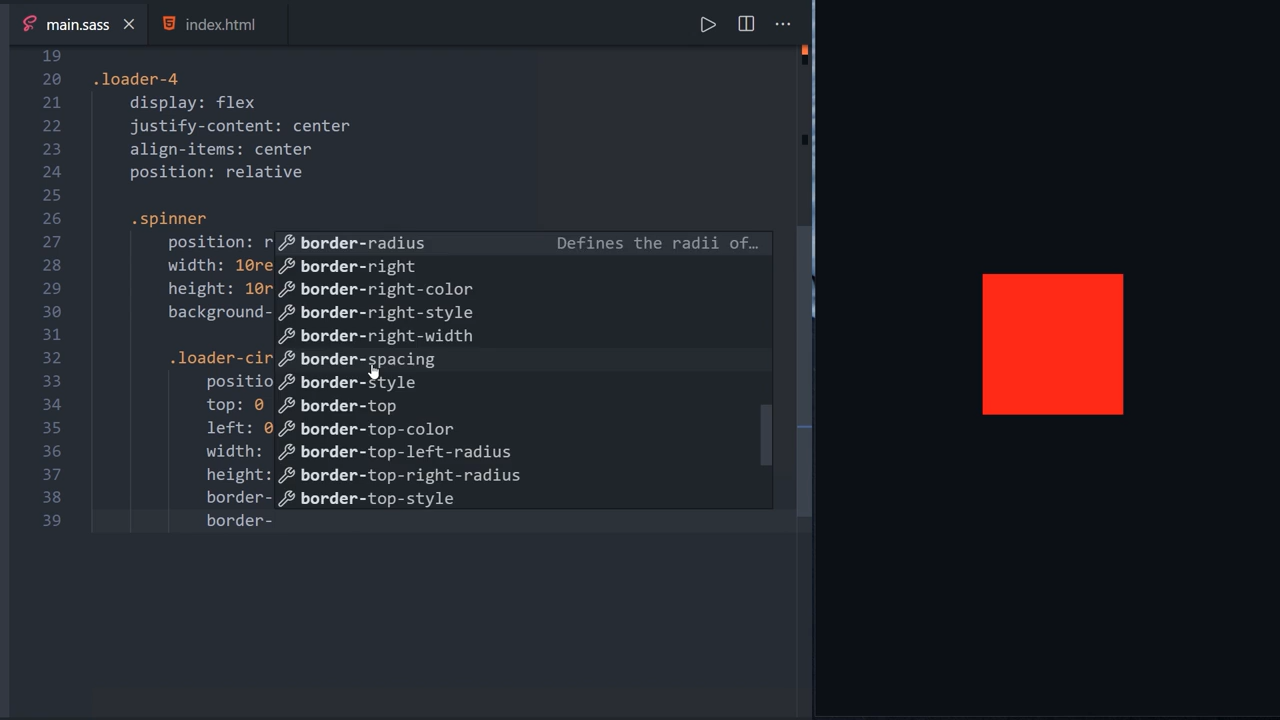 main.sass
index.html
19
20 .loader-4
21 display: flex
22 justify-content: center
23 align-items: center
24 position: relative
25
26 .spinner
27 position: r
28 width: 10re
29 height: 10r
30 background-
31
32 .loader-cir
33 positio
34 top: 0
35 left: 0
36 width:
37 height:
38 border-
39 border-
border-radius Defines the radii of…
border-right
border-right-color
border-right-style
border-right-width
border-spacing
border-style
border-top
border-top-color
border-top-left-radius
border-top-right-radius
border-top-style